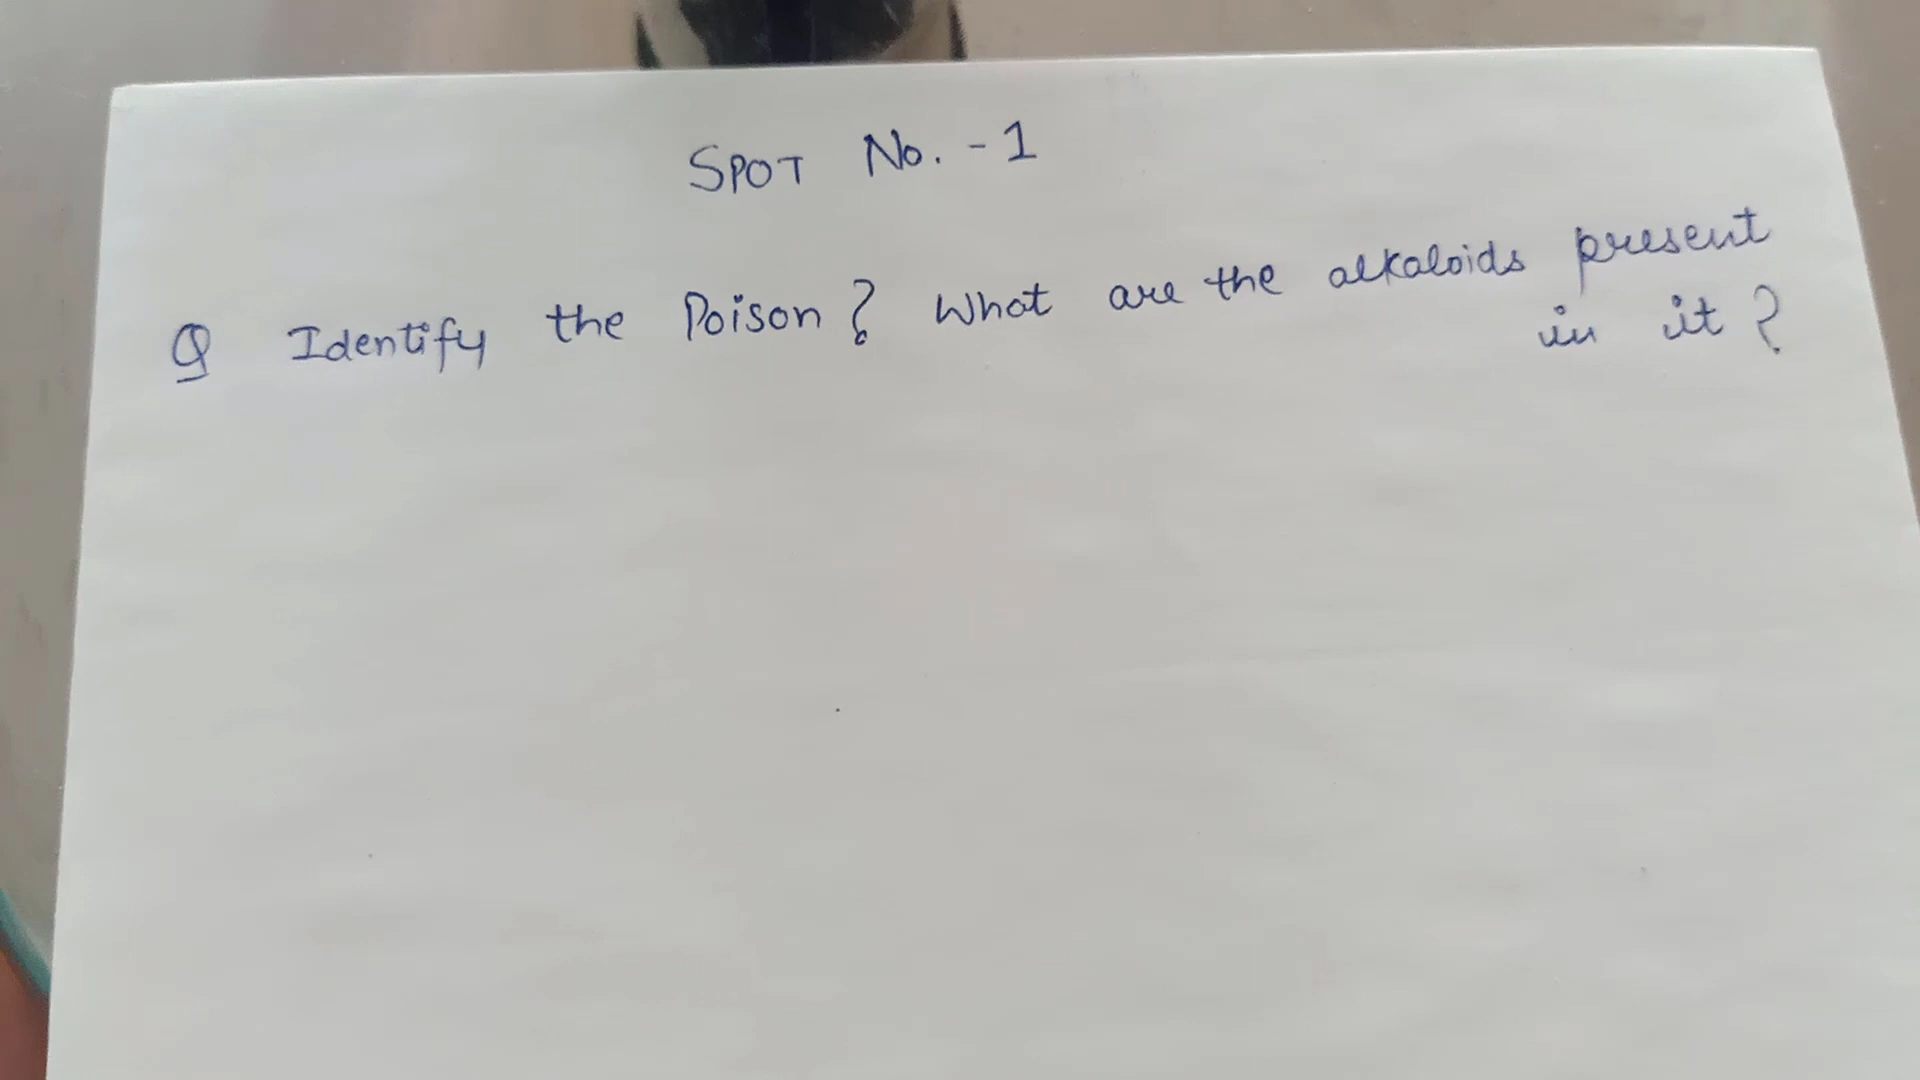 SPOT No. - 1
Q Identify the Poison? What are the alkaloids present
in it?